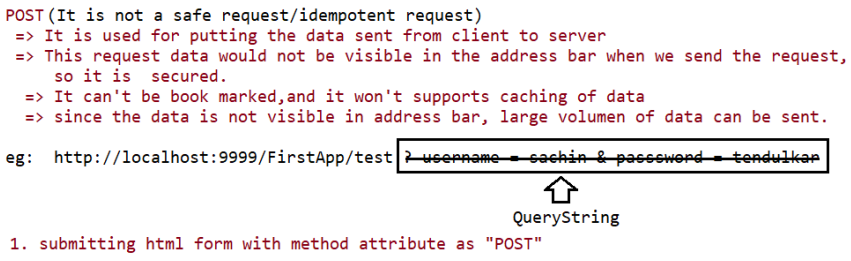 POST(It is not a safe request/idempotent request)
=> It is used for putting the data sent from client to server
=> This request data would not be visible in the address bar when we send the request,
so it is secured.
=> It can't be book marked,and it won't supports caching of data
=> since the data is not visible in address bar, large volumen of data can be sent.
eg: http://localhost:9999/FirstApp/test ? username = sachin & passsword = tendulkar
QueryString
1. submitting html form with method attribute as "POST"